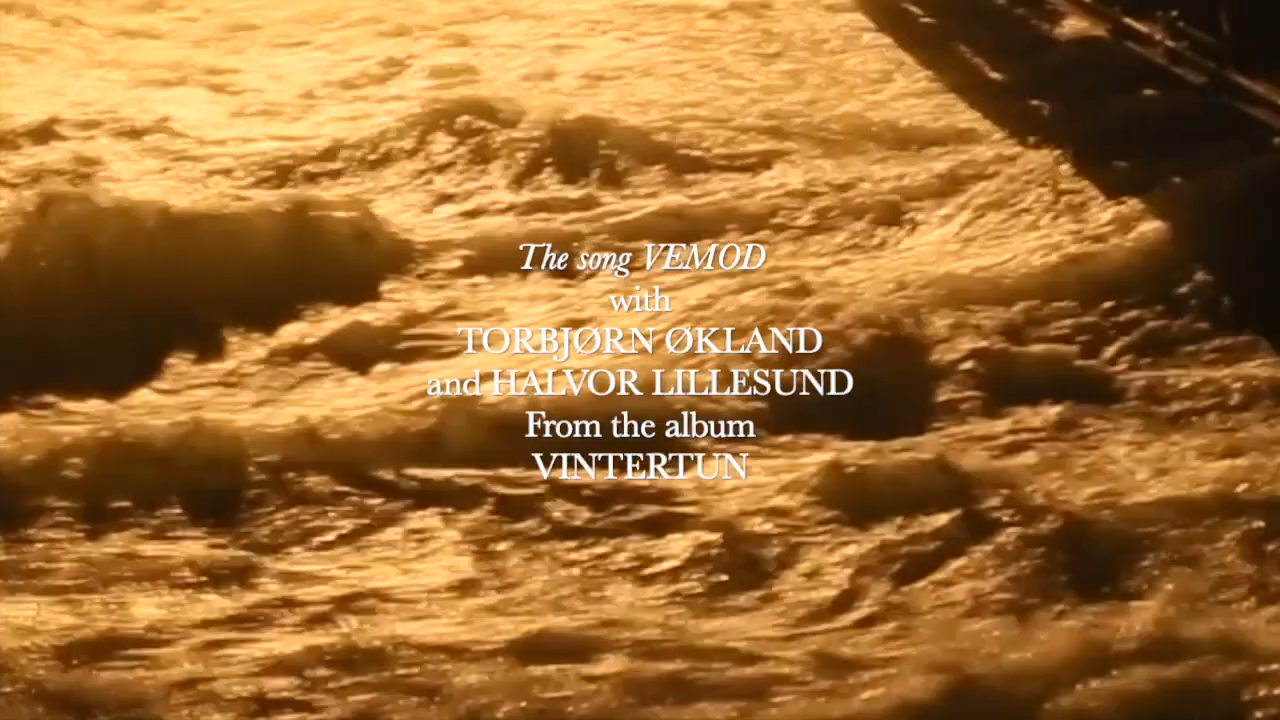 The song VEMOD
with
TORBJØRN ØKLAND
and HALVOR LILLESUND
From the album
VINTERTUN